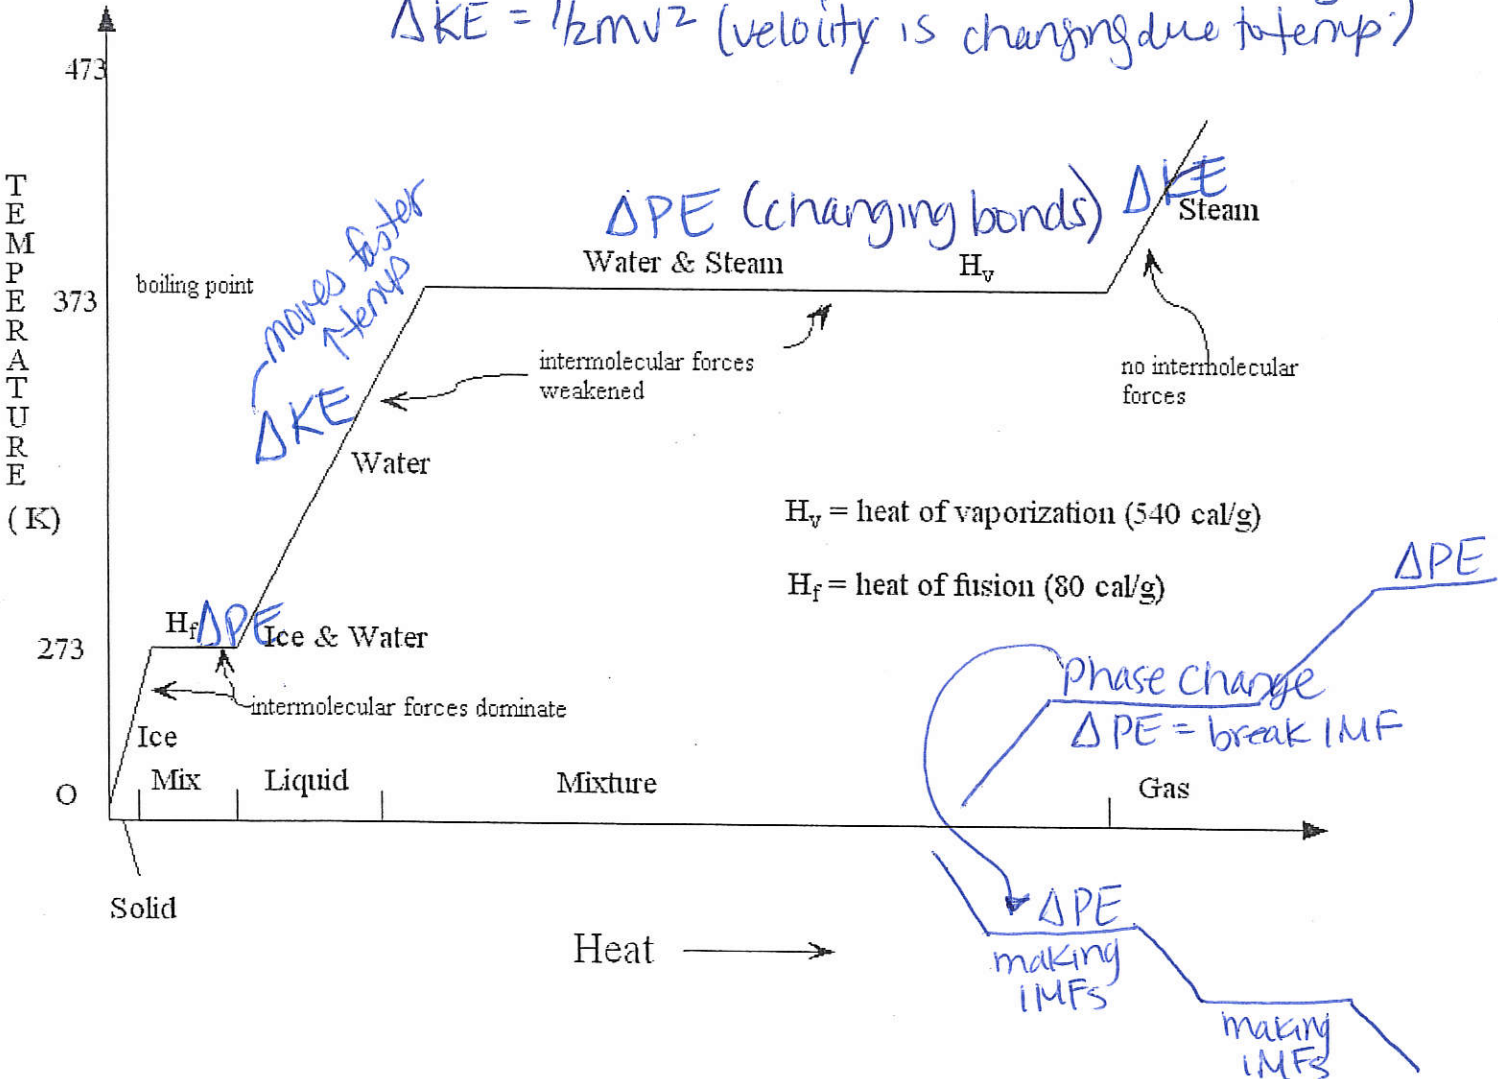 ΔKE = 1/2mv² (velocity is changing due to temp.)
473
TEMPERATURE
(K)
moves faster
↑temp
ΔPE (changing bonds)
ΔKE
Steam
Water & Steam
Hv
boiling point
373
intermolecular forces
weakened
no intermolecular
forces
ΔKE
Water
Hv = heat of vaporization (540 cal/g)
Hf = heat of fusion (80 cal/g)
ΔPE
Hf
ΔPE
Ice & Water
273
Phase change
ΔPE = break IMF
intermolecular forces dominate
Ice
Mix
Liquid
Mixture
Gas
O
Solid
Heat
ΔPE
making
IMFs
making
IMFs